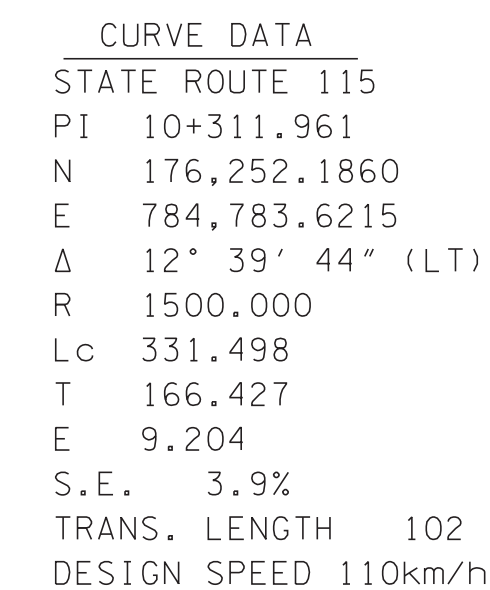 CURVE DATA
STATE ROUTE 115
PI 10+311.961
N 176,252.1860
E 784,783.6215
Δ 12° 39′ 44″ (LT)
R 1500.000
Lc 331.498
T 166.427
E 9.204
S.E. 3.9%
TRANS. LENGTH 102
DESIGN SPEED 110km/h